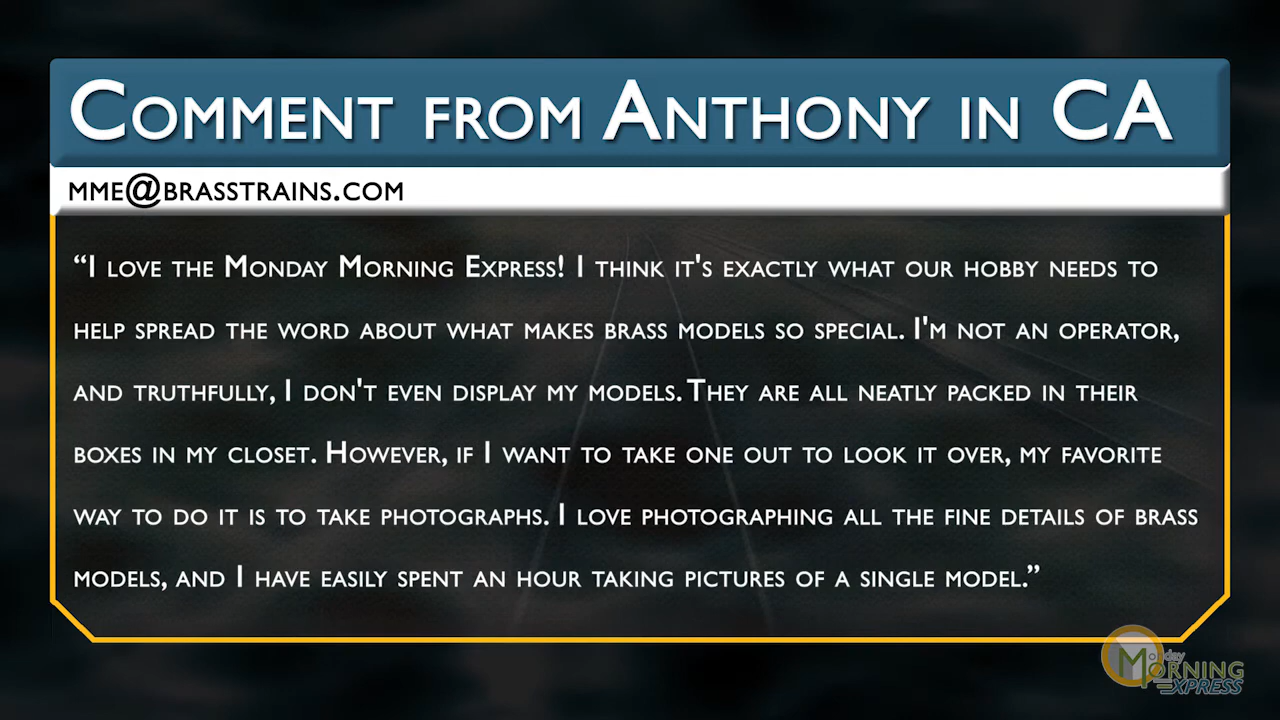 Comment from Anthony in CA
mme@brasstrains.com
“I love the Monday Morning Express! I think it's exactly what our hobby needs to
help spread the word about what makes brass models so special. I'm not an operator,
and truthfully, I don't even display my models. They are all neatly packed in their
boxes in my closet. However, if I want to take one out to look it over, my favorite
way to do it is to take photographs. I love photographing all the fine details of brass
models, and I have easily spent an hour taking pictures of a single model.”
Monday
Morning
Express